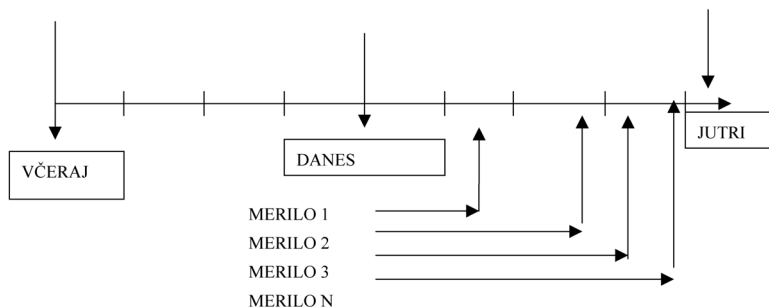 VČERAJ
DANES
JUTRI
MERILO 1
MERILO 2
MERILO 3
MERILO N